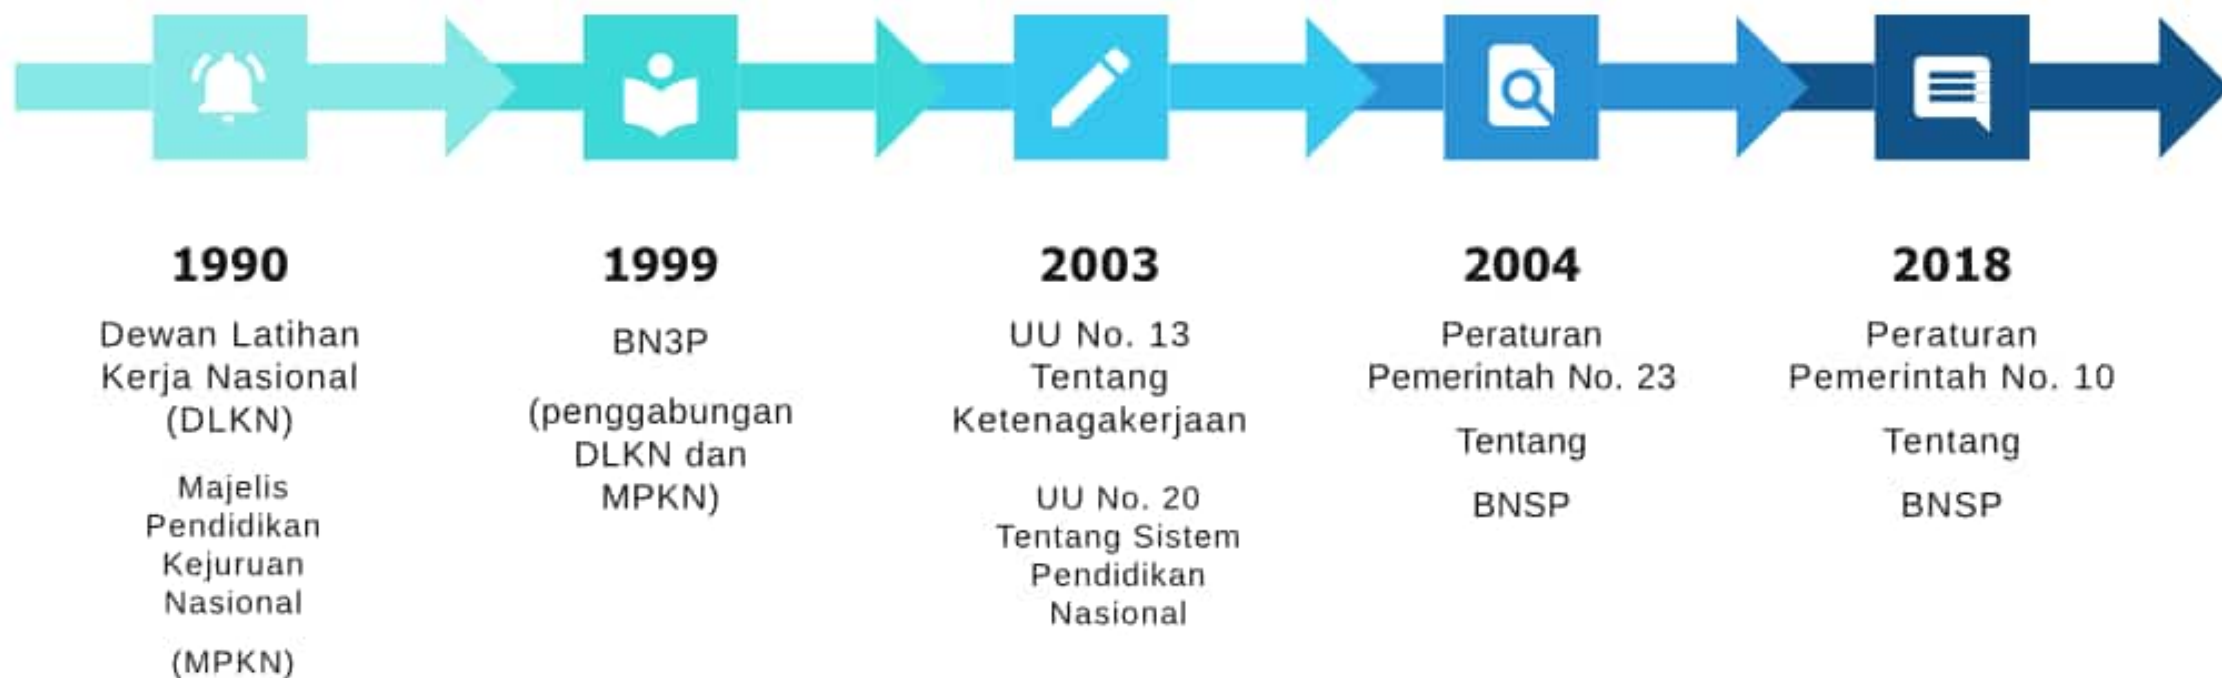 1990
Dewan Latihan
Kerja Nasional
(DLKN)
Majelis
Pendidikan
Kejuruan
Nasional
(MPKN)
1999
BN3P
(penggabungan
DLKN dan
MPKN)
2003
UU No. 13
Tentang
Ketenagakerjaan
UU No. 20
Tentang Sistem
Pendidikan
Nasional
2004
Peraturan
Pemerintah No. 23
Tentang
BNSP
2018
Peraturan
Pemerintah No. 10
Tentang
BNSP